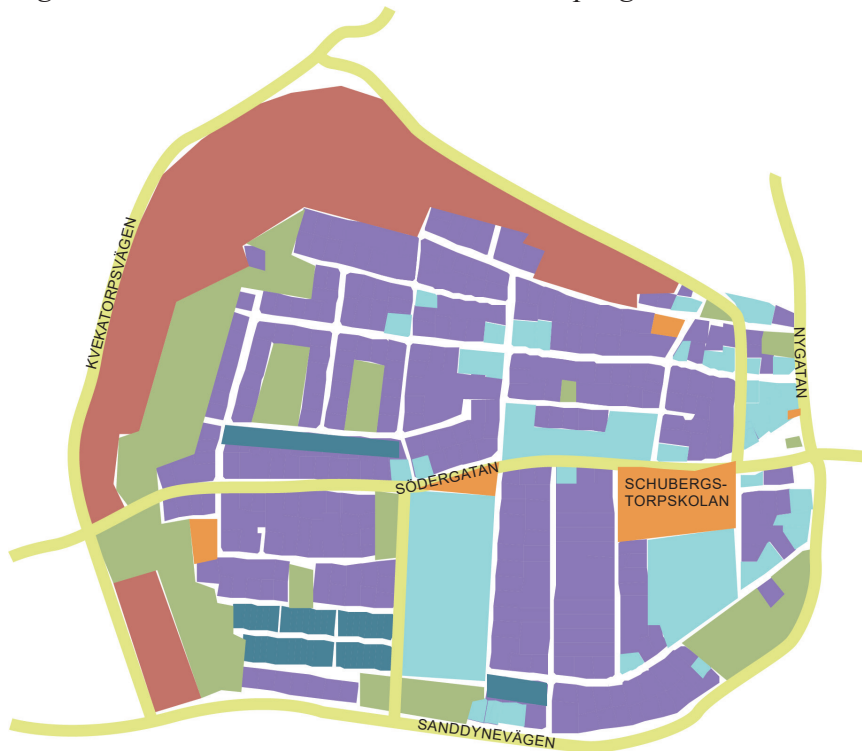 KVEKATORPSVÄGEN
NYGATAN
SÖDERGATAN
SCHUBERGS-
TORPSKOLAN
SANDDYNEVÄGEN